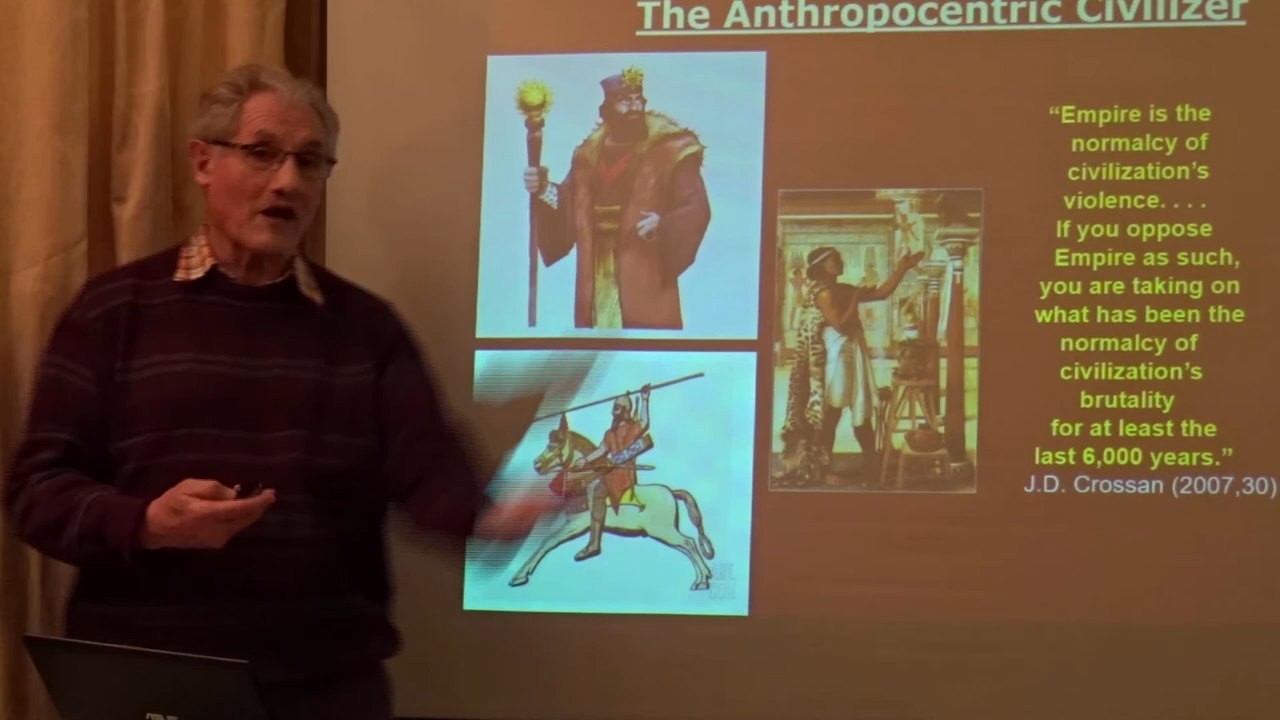 The Anthropocentric Civilizer
“Empire is the
normalcy of
civilization’s
violence. . . .
If you oppose
Empire as such,
you are taking on
what has been the
normalcy of
civilization’s
brutality
for at least the
last 6,000 years.”
J.D. Crossan (2007,30)